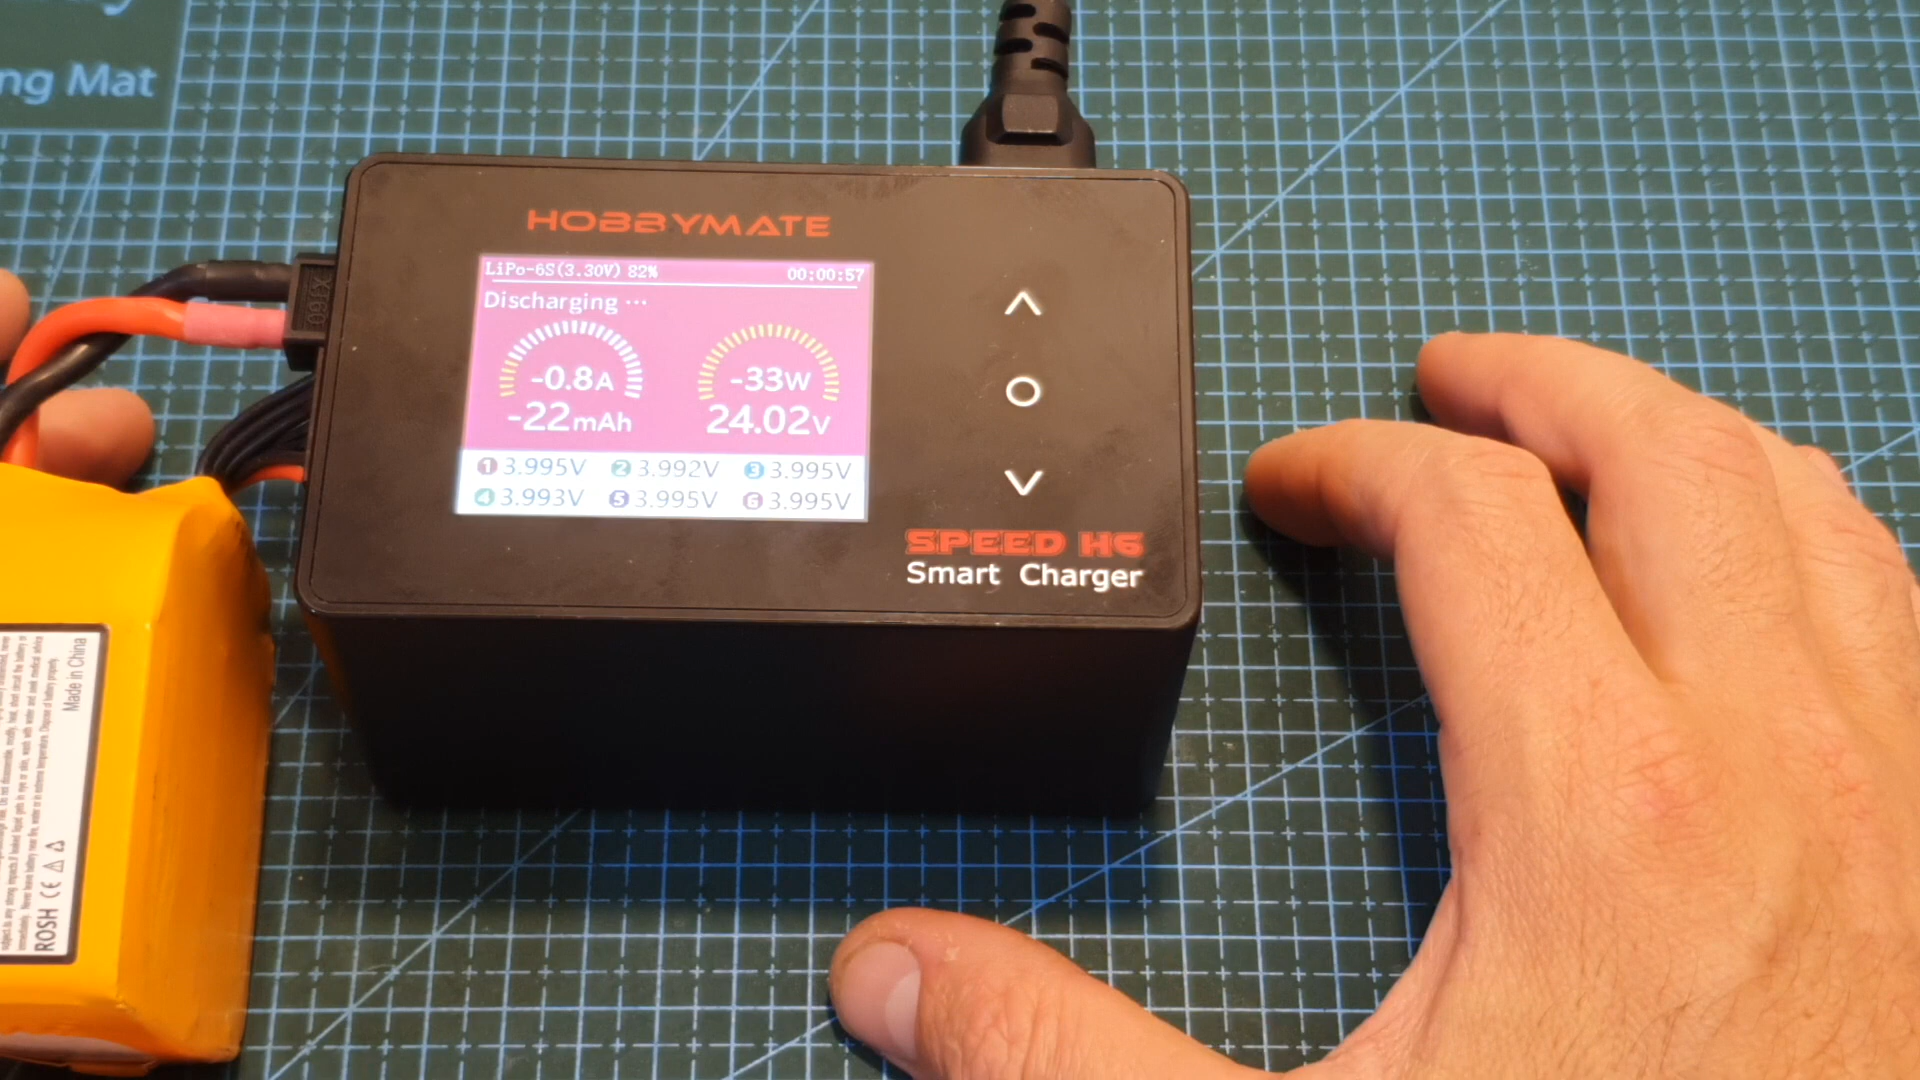 ng Mat
HOBBYMATE
LiPo-6S(3.30V) 82% 00:00:57
Discharging ···
-0.8A -33W
-22mAh 24.02V
1 3.995V 2 3.992V 3 3.995V
4 3.993V 5 3.995V 6 3.995V
SPEED H6
Smart Charger
XT60
Made in China
ROSH CE